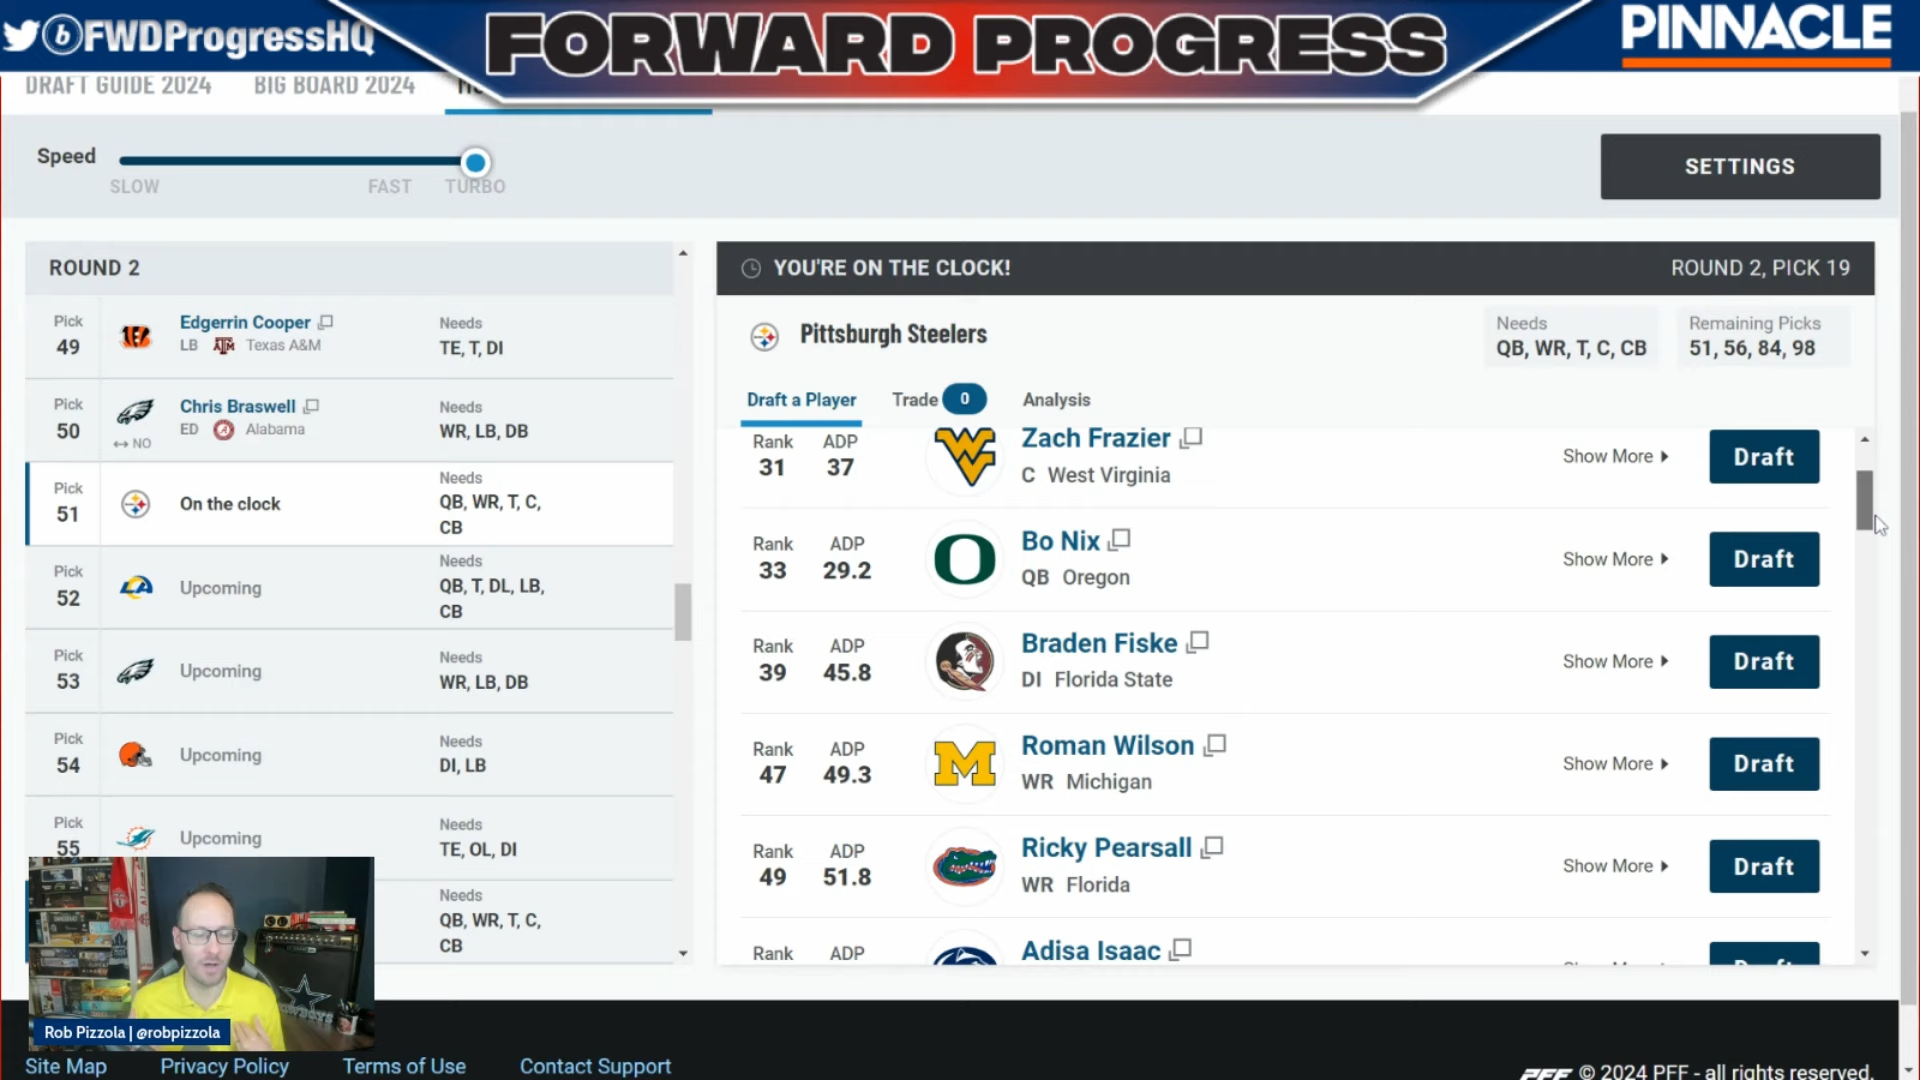 FWDProgressHQ
FORWARD PROGRESS
PINNACLE
DRAFT GUIDE 2024
BIG BOARD 2024
Speed
SLOW
FAST
TURBO
SETTINGS
ROUND 2
Pick
49
Edgerrin Cooper
LB Texas A&M
Needs
TE, T, DI
Pick
50
↔ NO
Chris Braswell
ED Alabama
Needs
WR, LB, DB
Pick
51
On the clock
Needs
QB, WR, T, C,
CB
Pick
52
Upcoming
Needs
QB, T, DL, LB,
CB
Pick
53
Upcoming
Needs
WR, LB, DB
Pick
54
Upcoming
Needs
DI, LB
Pick
55
Upcoming
Needs
TE, OL, DI
Needs
QB, WR, T, C,
CB
YOU'RE ON THE CLOCK!
ROUND 2, PICK 19
Pittsburgh Steelers
Needs
QB, WR, T, C, CB
Remaining Picks
51, 56, 84, 98
Draft a Player
Trade 0
Analysis
Rank
31
ADP
37
Zach Frazier
C West Virginia
Show More
Draft
Rank
33
ADP
29.2
Bo Nix
QB Oregon
Show More
Draft
Rank
39
ADP
45.8
Braden Fiske
DI Florida State
Show More
Draft
Rank
47
ADP
49.3
Roman Wilson
WR Michigan
Show More
Draft
Rank
49
ADP
51.8
Ricky Pearsall
WR Florida
Show More
Draft
Rank
ADP
Adisa Isaac
Rob Pizzola | @robpizzola
Site Map
Privacy Policy
Terms of Use
Contact Support
PFF © 2024 PFF - all rights reserved.